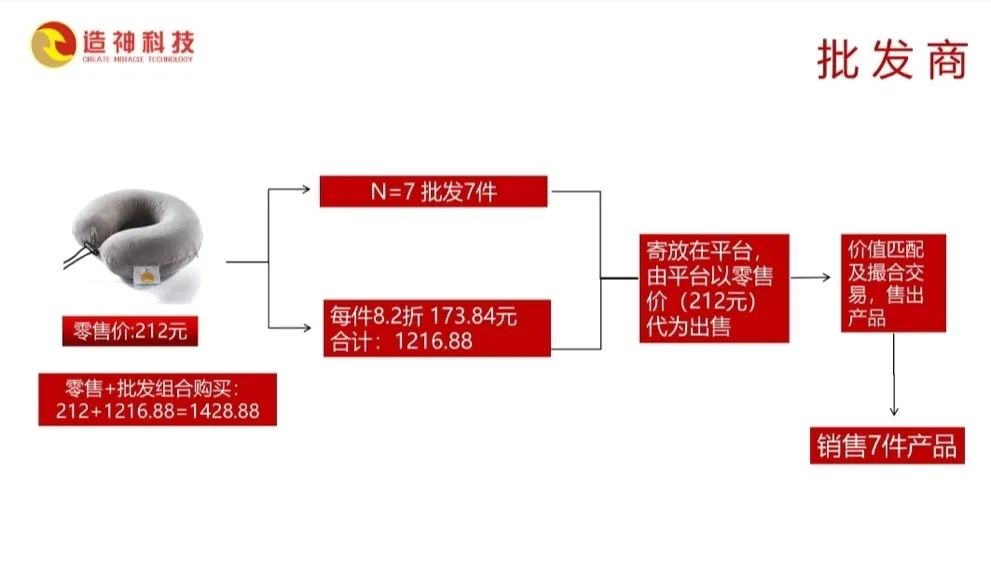 造神科技
CREATE MIRACLE TECHNOLOGY
批发商
N=7 批发7件
零售价:212元
每件8.2折 173.84元
合计：1216.88
零售+批发组合购买：
212+1216.88=1428.88
寄放在平台，
由平台以零售
价（212元）
代为出售
价值匹配
及撮合交
易，售出
产品
销售7件产品